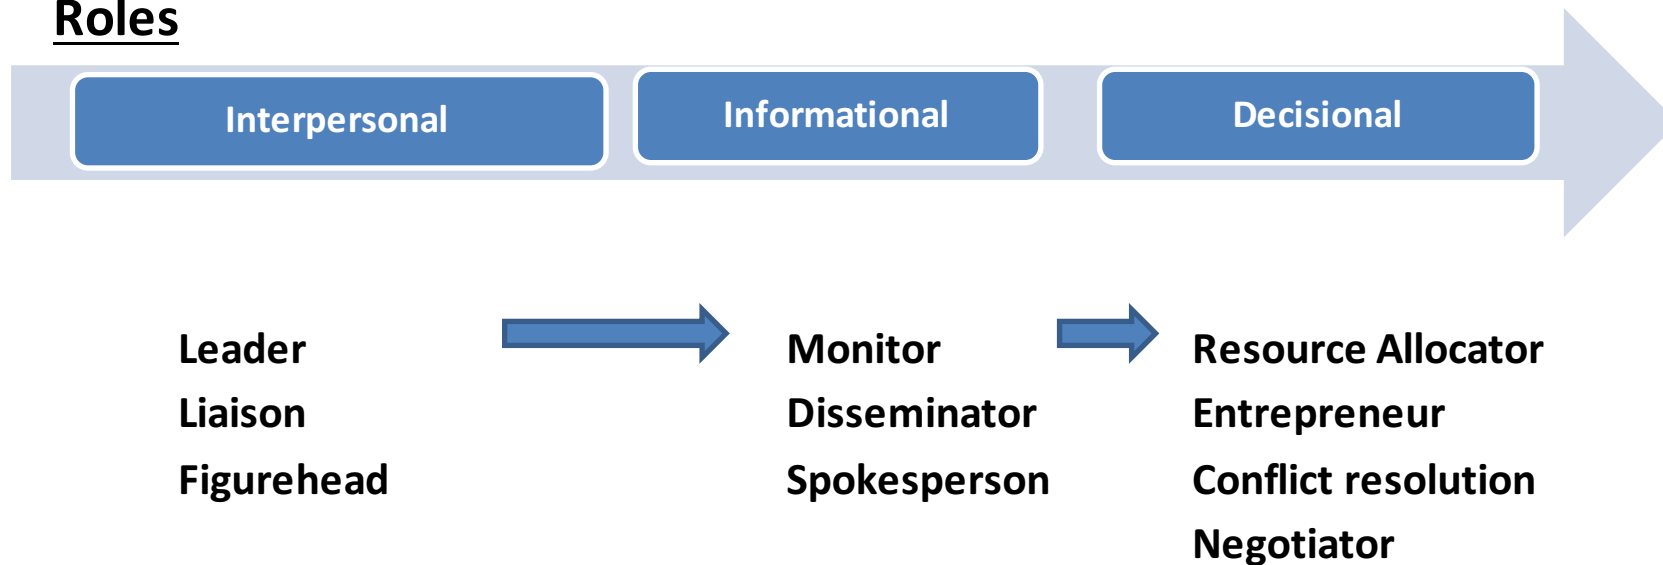 Roles
Interpersonal
Informational
Decisional
Leader
Liaison
Figurehead
Monitor
Disseminator
Spokesperson
Resource Allocator
Entrepreneur
Conflict resolution
Negotiator